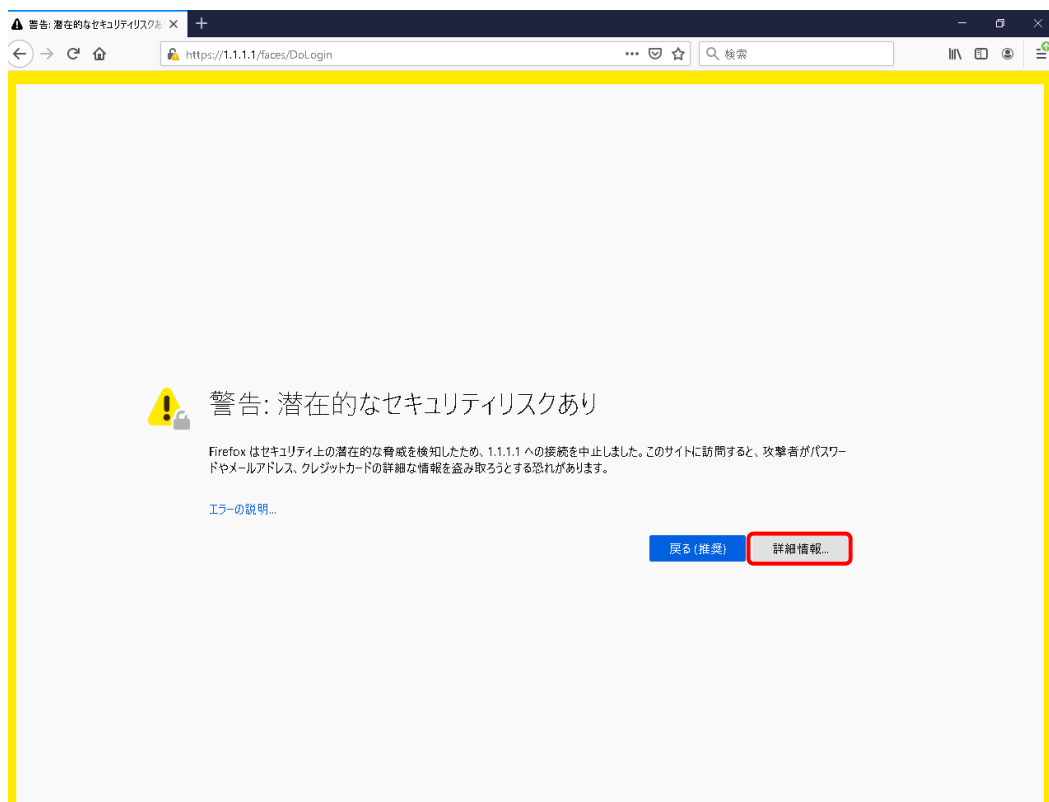 警告: 潜在的なセキュリティリスクあ
https://1.1.1.1/faces/DoLogin
検索
警告: 潜在的なセキュリティリスクあり
Firefox はセキュリティ上の潜在的な脅威を検知したため、1.1.1.1 への接続を中止しました。このサイトに訪問すると、攻撃者がパスワー
ドやメールアドレス、クレジットカードの詳細な情報を盗み取ろうとする恐れがあります。
エラーの説明...
戻る (推奨)
詳細情報...